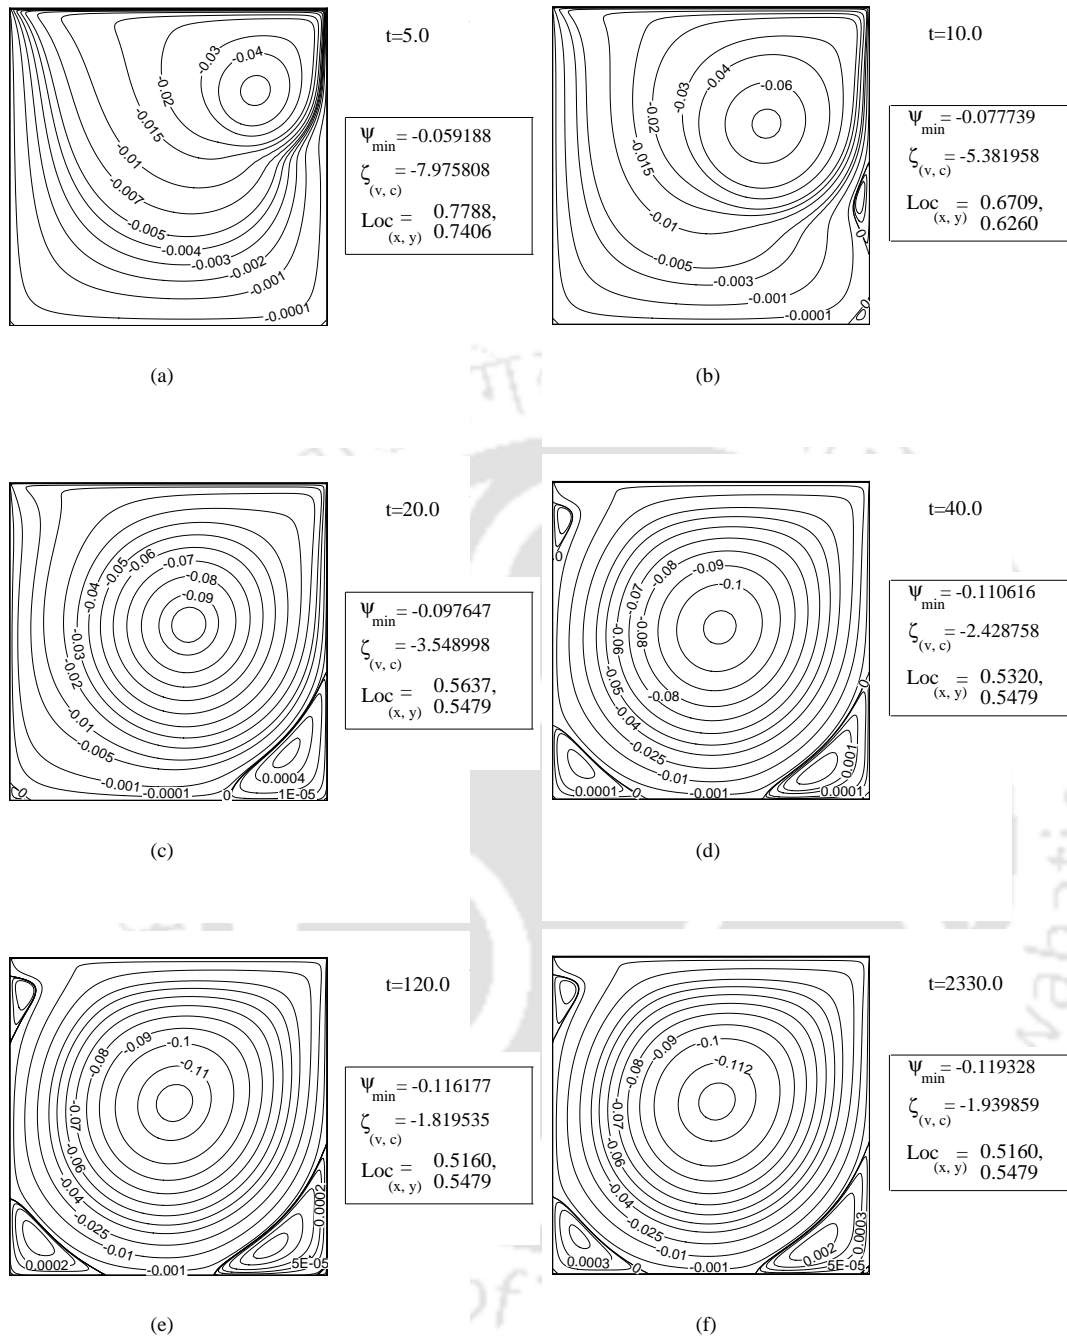 t=5.0
-0.03
-0.04
-0.02
-0.015
-0.01
-0.007
-0.005
-0.004
-0.003
-0.002
-0.001
-0.0001
ψmin = -0.059188
ζ(v, c) = -7.975808
Loc(x, y) = 0.7788,
0.7406
(a)
t=10.0
-0.04
-0.03
-0.06
-0.02
-0.015
-0.01
-0.005
-0.003
-0.001
-0.0001
0
0
ψmin = -0.077739
ζ(v, c) = -5.381958
Loc(x, y) = 0.6709,
0.6260
(b)
t=20.0
-0.04
-0.05
-0.06
-0.07
-0.08
-0.09
-0.03
-0.02
-0.01
-0.005
-0.001
-0.0001
0
0
0.0004
1E-05
ψmin = -0.097647
ζ(v, c) = -3.548998
Loc(x, y) = 0.5637,
0.5479
(c)
t=40.0
0
-0.09
-0.08
-0.1
-0.07
-0.06
-0.08
-0.08
-0.05
-0.04
-0.025
-0.01
-0.001
0
0
0.0001
0.001
0.0001
ψmin = -0.110616
ζ(v, c) = -2.428758
Loc(x, y) = 0.5320,
0.5479
(d)
t=120.0
-0.09
-0.1
-0.08
-0.11
-0.07
-0.06
-0.04
-0.025
-0.01
-0.001
0
0.0002
0.0002
5E-05
ψmin = -0.116177
ζ(v, c) = -1.819535
Loc(x, y) = 0.5160,
0.5479
(e)
t=2330.0
-0.1
-0.09
-0.08
-0.112
-0.07
-0.06
-0.04
-0.025
-0.01
-0.001
0
0.0003
0.0003
0.002
5E-05
ψmin = -0.119328
ζ(v, c) = -1.939859
Loc(x, y) = 0.5160,
0.5479
(f)